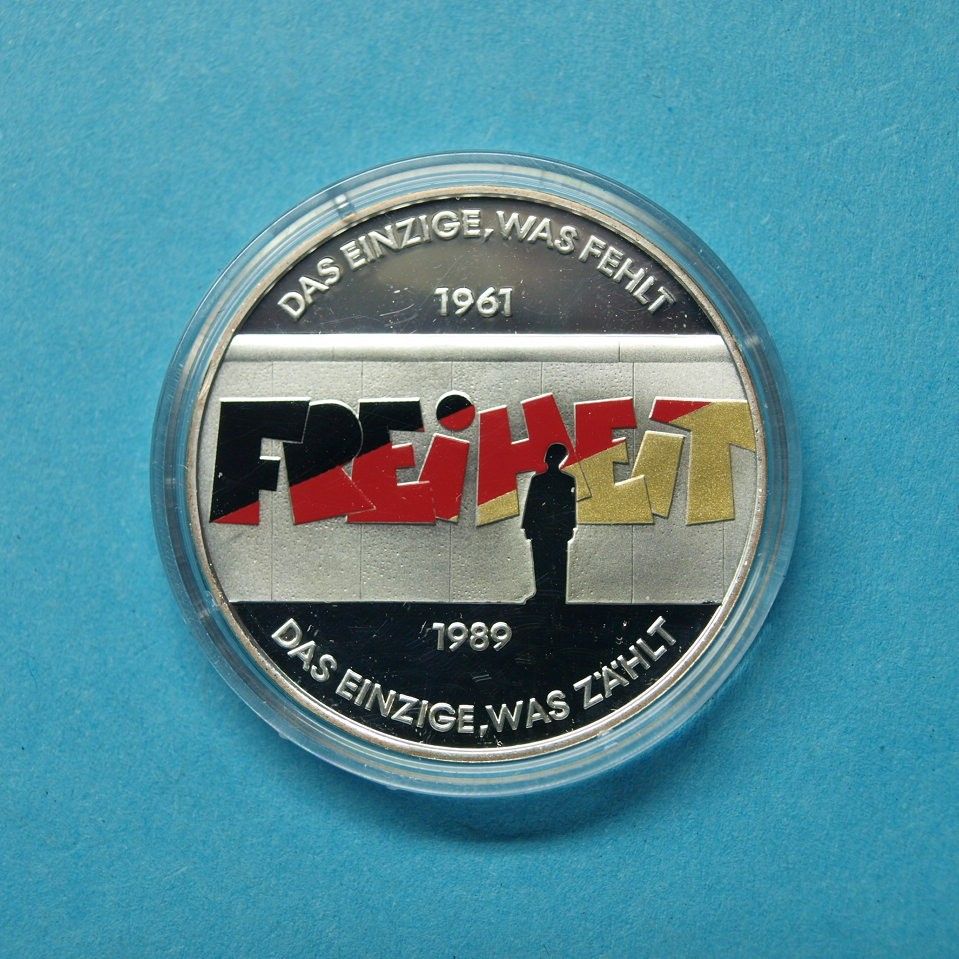 DAS EINZIGE, WAS FEHLT
1961
FREiHEiT
1989
DAS EINZIGE, WAS ZÄHLT